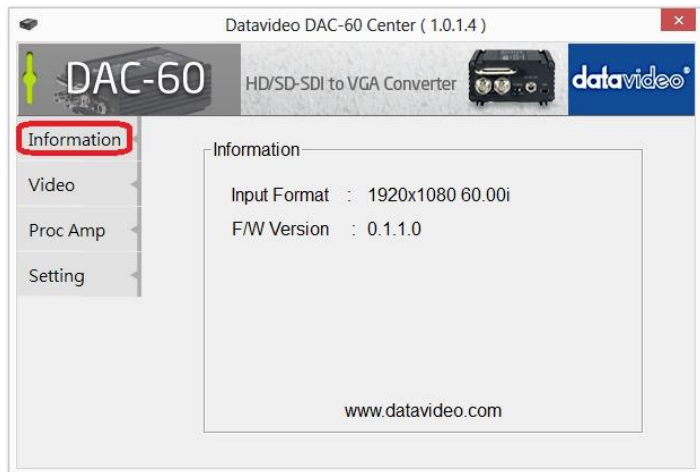 Datavideo DAC-60 Center ( 1.0.1.4 )
DAC-60
HD/SD-SDI to VGA Converter
datavideo
Information
Video
Proc Amp
Setting
Information
Input Format : 1920x1080 60.00i
F/W Version : 0.1.1.0
www.datavideo.com